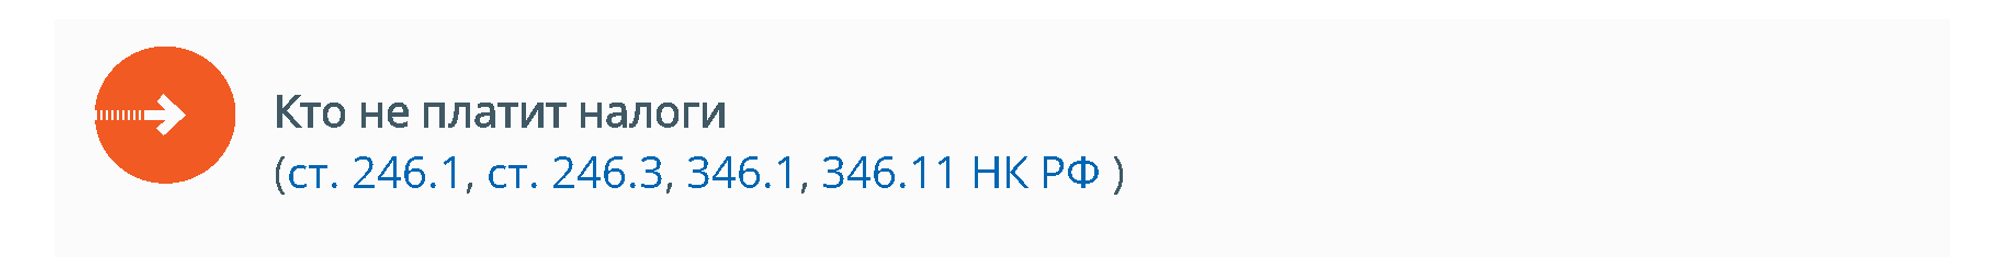 Кто не платит налоги
(ст. 246.1, ст. 246.3, 346.1, 346.11 НК РФ )